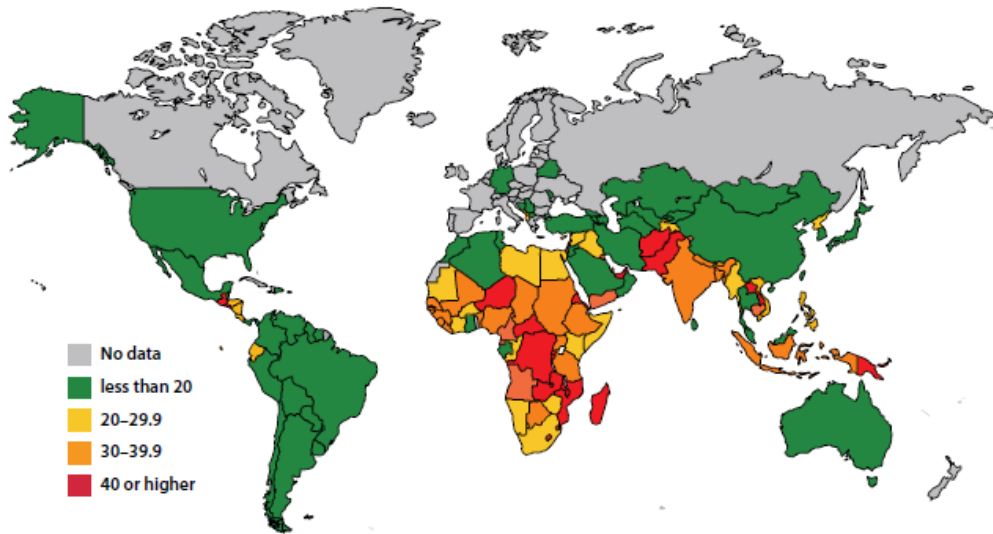 No data
less than 20
20–29.9
30–39.9
40 or higher